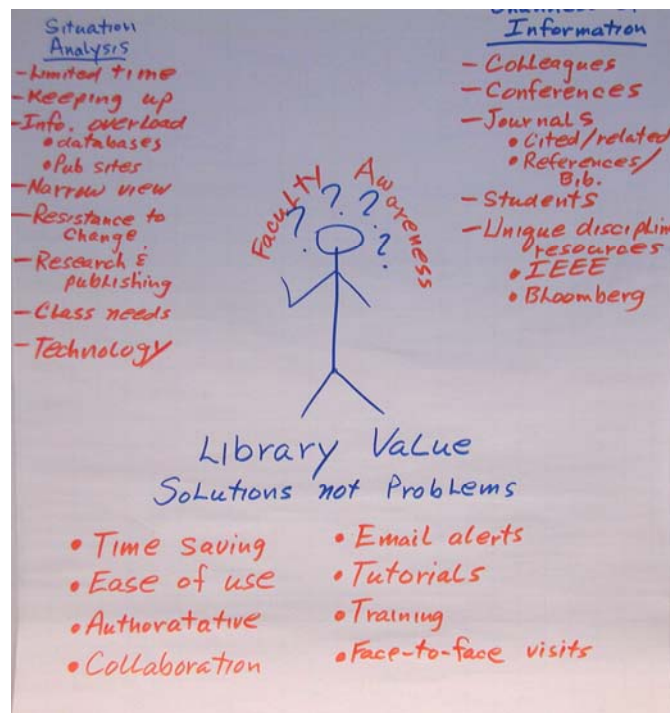 Situation
Analysis
- Limited time
- Keeping up
- Info. overload
• databases
• Pub sites
- Narrow view
- Resistance to
Change
- Research &
publishing
- Class needs
- Technology
Information
- Colleagues
- Conferences
- Journals
• Cited/related
• References/
Bib.
- Students
- Unique disciplin
resources
• IEEE
• Bloomberg
Faculty Awareness
? ? ? ? ?
Library Value
Solutions not Problems
• Time saving
• Ease of use
• Authoratative
• Collaboration
• Email alerts
• Tutorials
• Training
• Face-to-face visits